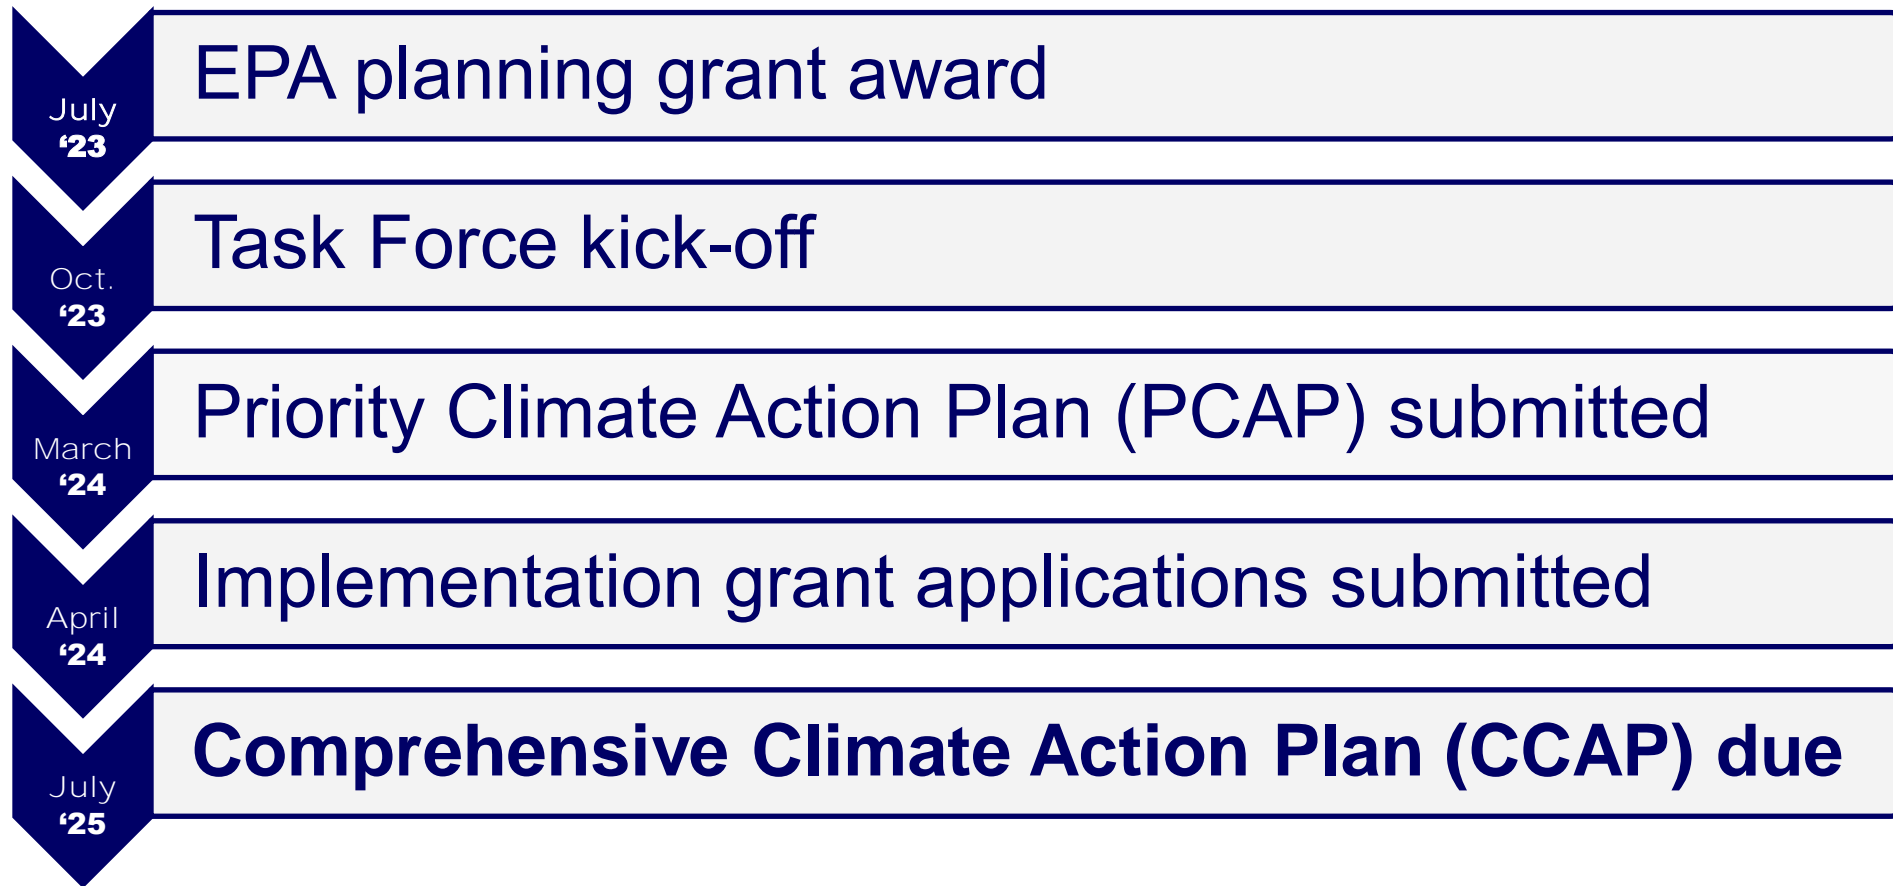 July
‘23
EPA planning grant award
Oct.
‘23
Task Force kick-off
March
‘24
Priority Climate Action Plan (PCAP) submitted
April
‘24
Implementation grant applications submitted
July
‘25
Comprehensive Climate Action Plan (CCAP) due